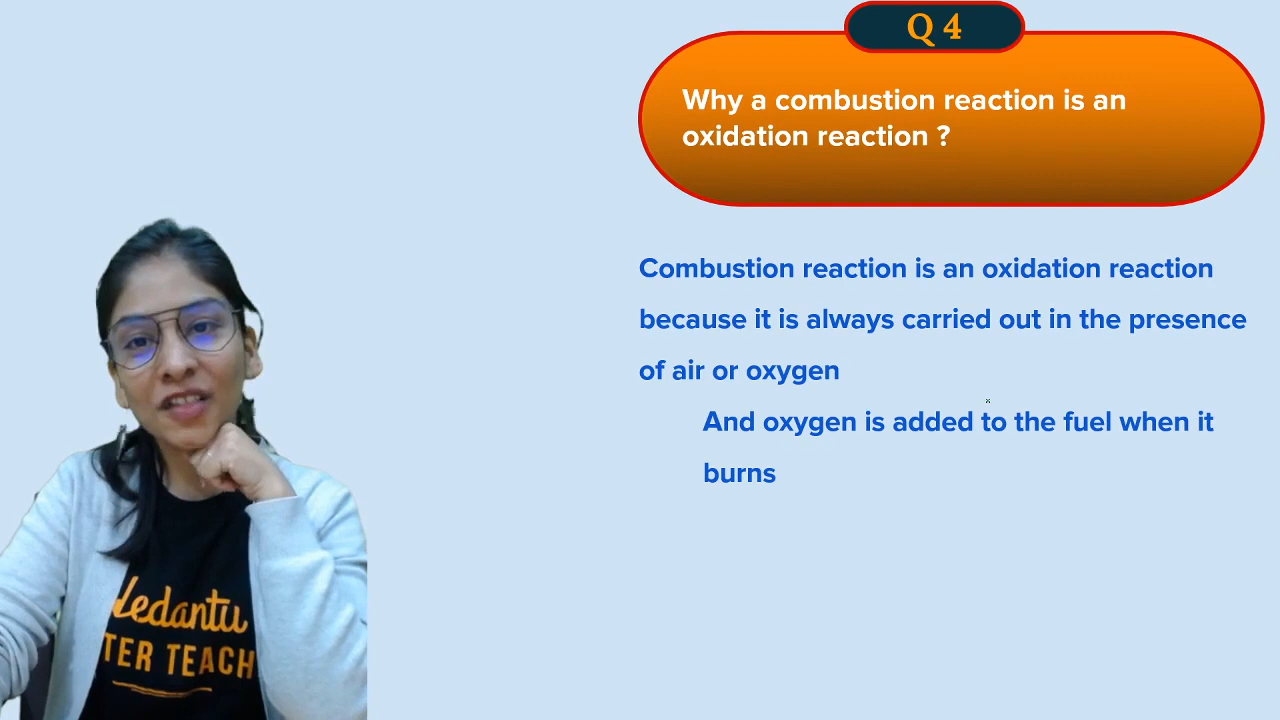 Q 4
Why a combustion reaction is an
oxidation reaction ?
Combustion reaction is an oxidation reaction
because it is always carried out in the presence
of air or oxygen
And oxygen is added to the fuel when it
burns
Vedantu
TER TEACH